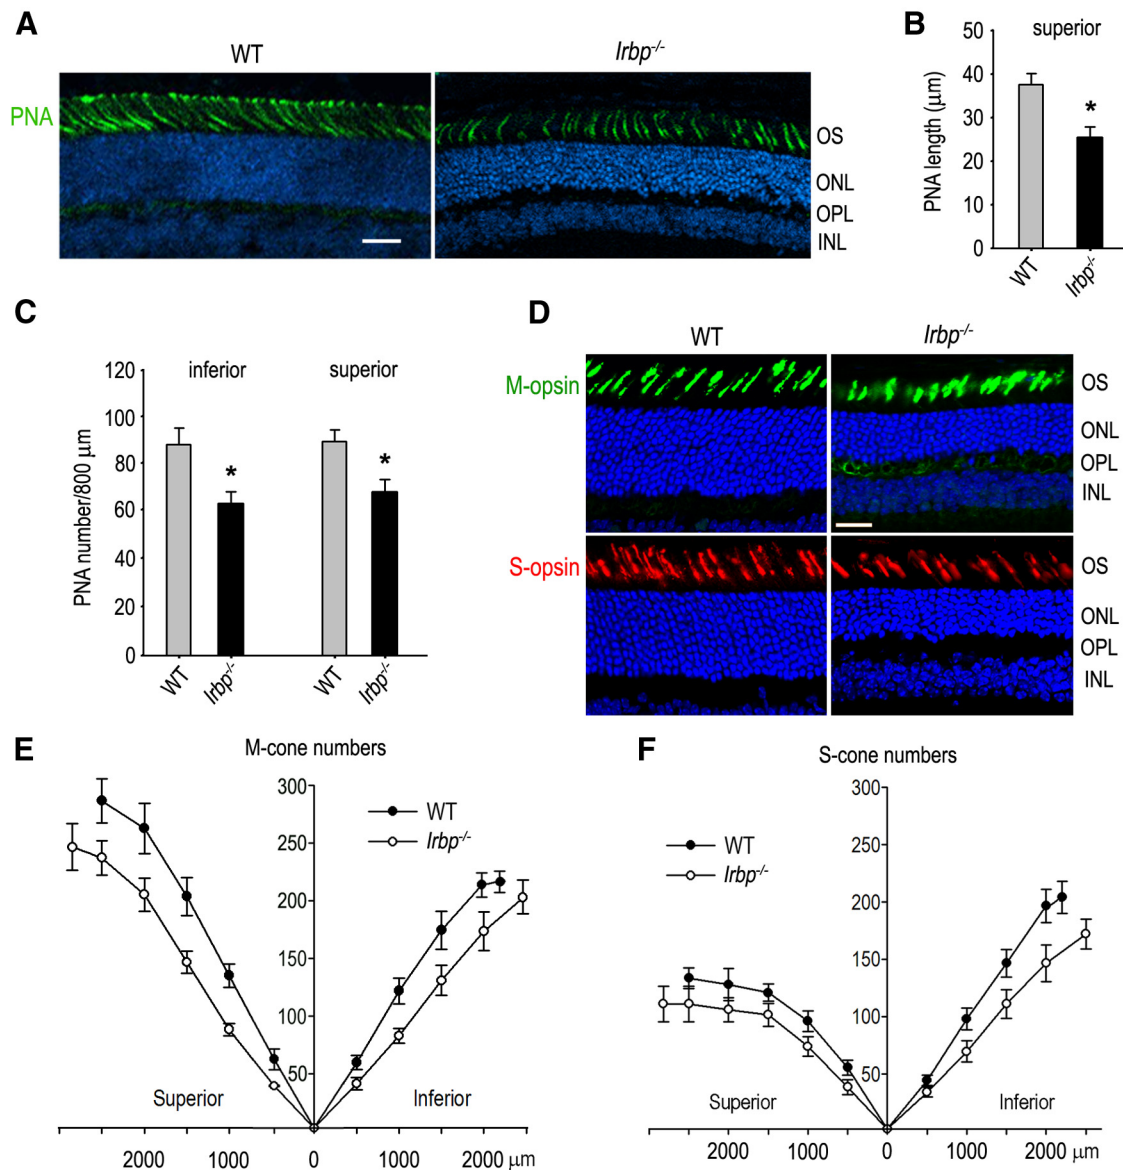 A
WT
Irbp-/-
PNA
OS
ONL
OPL
INL
B
superior
PNA length (µm)
50
40
30
20
10
0
WT
Irbp-/-
C
inferior
superior
PNA number/800 µm
120
100
80
60
40
20
0
WT
Irbp-/-
WT
Irbp-/-
D
WT
Irbp-/-
M-opsin
OS
ONL
OPL
INL
S-opsin
OS
ONL
OPL
INL
E
M-cone numbers
300
250
200
150
100
50
WT
Irbp-/-
Superior
Inferior
2000 1000 0 1000 2000 µm
F
S-cone numbers
300
250
200
150
100
50
WT
Irbp-/-
Superior
Inferior
2000 1000 0 1000 2000 µm